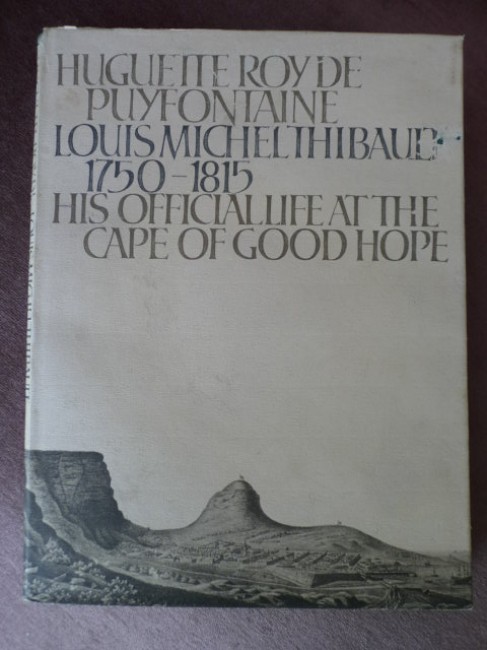 HUGUETTE ROY DE
PUYFONTAINE
LOUIS MICHEL THIBAULT
1750-1815
HIS OFFICIAL LIFE AT THE
CAPE OF GOOD HOPE